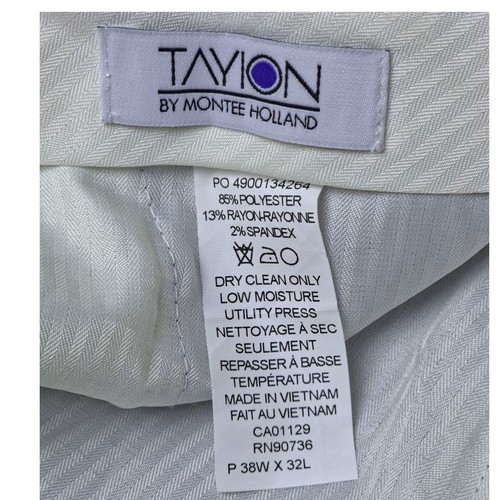 TAYION
BY MONTEE HOLLAND
PO 4900134264
85% POLYESTER
13% RAYON-RAYONNE
2% SPANDEX
DRY CLEAN ONLY
LOW MOISTURE
UTILITY PRESS
NETTOYAGE À SEC
SEULEMENT
REPASSER À BASSE
TEMPÉRATURE
MADE IN VIETNAM
FAIT AU VIETNAM
CA01129
RN90736
P 38W X 32L